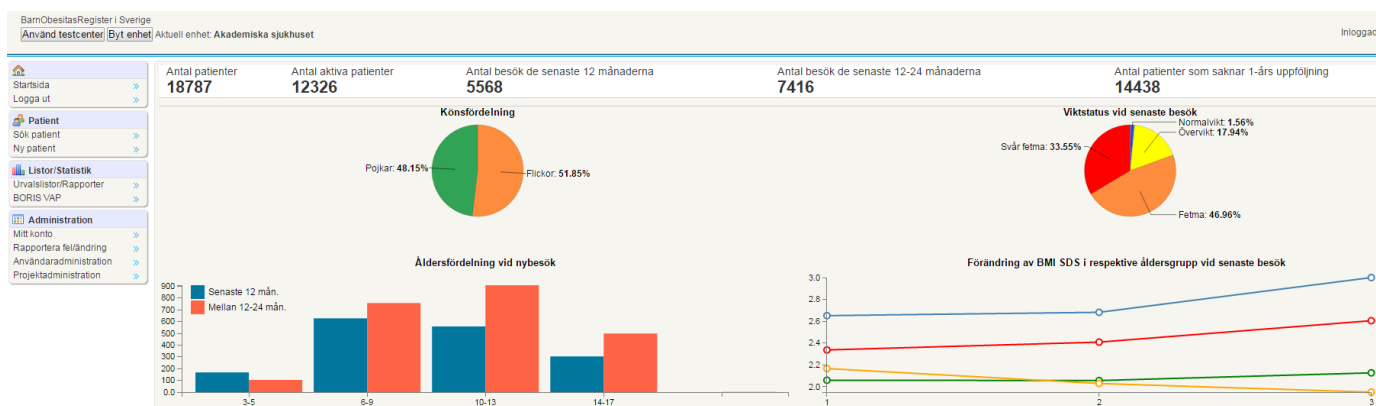 BarnObesitasRegister i Sverige
Använd testcenter Byt enhet Aktuell enhet: Akademiska sjukhuset
Inloggad
Startsida
Logga ut
Patient
Sök patient
Ny patient
Listor/Statistik
Urvalslistor/Rapporter
BORIS VAP
Administration
Mitt konto
Rapportera fel/ändring
Användaradministration
Projektadministration
Antal patienter
18787
Antal aktiva patienter
12326
Antal besök de senaste 12 månaderna
5568
Antal besök de senaste 12-24 månaderna
7416
Antal patienter som saknar 1-års uppföljning
14438
Könsfördelning
Pojkar: 48.15%
Flickor: 51.85%
Viktstatus vid senaste besök
Normalvikt: 1.56%
Övervikt: 17.94%
Svår fetma: 33.55%
Fetma: 46.96%
Åldersfördelning vid nybesök
Senaste 12 mån.
Mellan 12-24 mån.
900
800
700
600
500
400
300
200
100
0.0
3-5 6-9 10-13 14-17
Förändring av BMI SDS i respektive åldersgrupp vid senaste besök
3.0
2.8
2.6
2.4
2.2
2.0
1 2 3